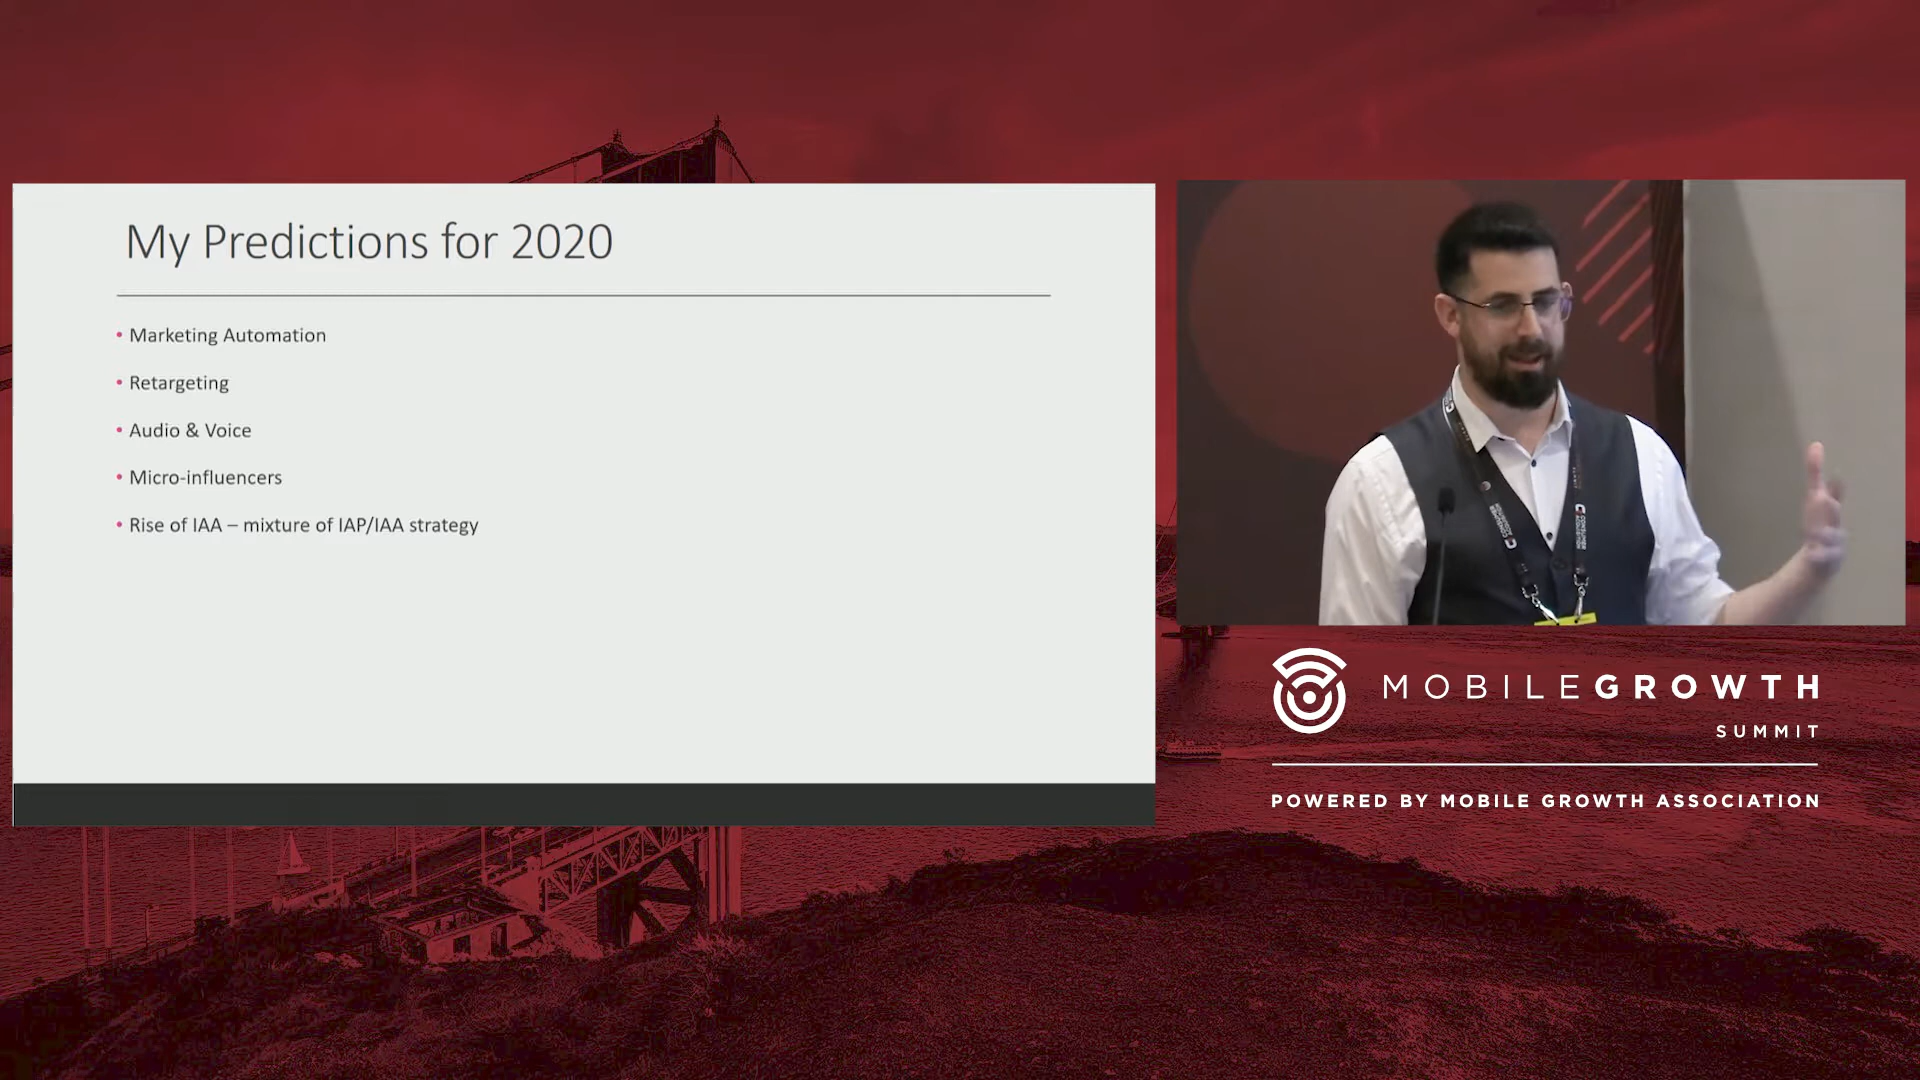 My Predictions for 2020
• Marketing Automation
• Retargeting
• Audio & Voice
• Micro-influencers
• Rise of IAA – mixture of IAP/IAA strategy
MOBILEGROWTH
SUMMIT
POWERED BY MOBILE GROWTH ASSOCIATION